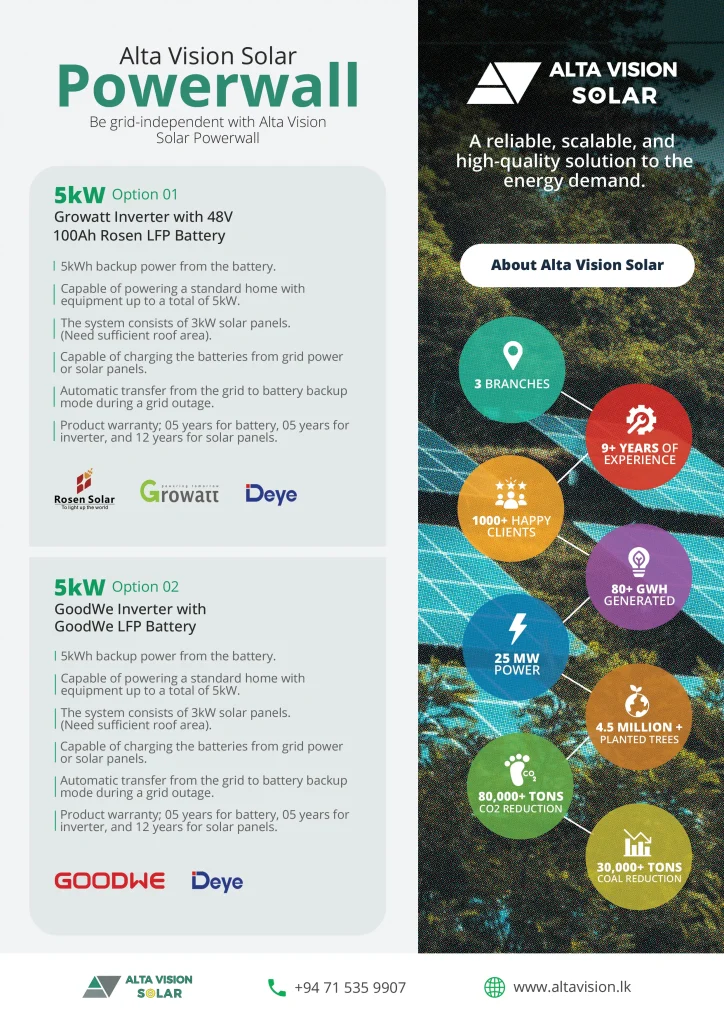 Alta Vision Solar
Powerwall
Be grid-independent with Alta Vision
Solar Powerwall
5kW Option 01
Growatt Inverter with 48V
100Ah Rosen LFP Battery
5kWh backup power from the battery.
Capable of powering a standard home with
equipment up to a total of 5kW.
The system consists of 3kW solar panels.
(Need sufficient roof area).
Capable of charging the batteries from grid power
or solar panels.
Automatic transfer from the grid to battery backup
mode during a grid outage.
Product warranty; 05 years for battery, 05 years for
inverter, and 12 years for solar panels.
Rosen Solar
To light up the world
powering tomorrow
Growatt
Deye
5kW Option 02
GoodWe Inverter with
GoodWe LFP Battery
5kWh backup power from the battery.
Capable of powering a standard home with
equipment up to a total of 5kW.
The system consists of 3kW solar panels.
(Need sufficient roof area).
Capable of charging the batteries from grid power
or solar panels.
Automatic transfer from the grid to battery backup
mode during a grid outage.
Product warranty; 05 years for battery, 05 years for
inverter, and 12 years for solar panels.
GOODWE
Deye
ALTA VISION
SOLAR
A reliable, scalable, and
high-quality solution to the
energy demand.
About Alta Vision Solar
3 BRANCHES
9+ YEARS OF
EXPERIENCE
1000+ HAPPY
CLIENTS
80+ GWH
GENERATED
25 MW
POWER
4.5 MILLION +
PLANTED TREES
CO2
80,000+ TONS
CO2 REDUCTION
30,000+ TONS
COAL REDUCTION
ALTA VISION
SOLAR
+94 71 535 9907
www.altavision.lk